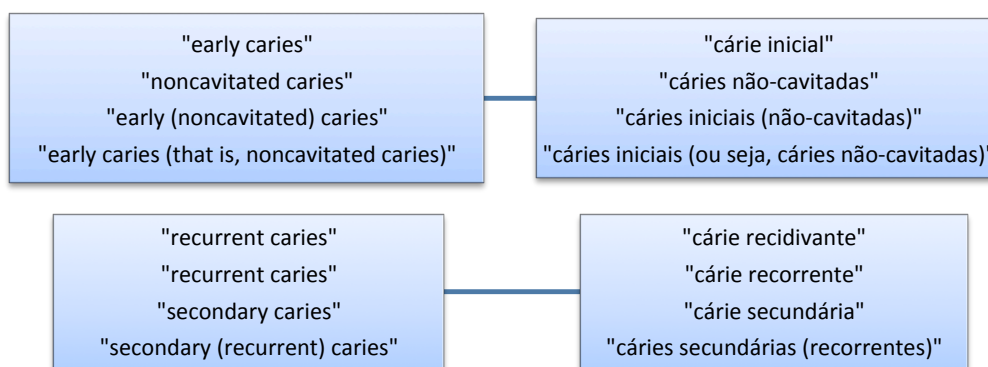 "early caries"
"noncavitated caries"
"early (noncavitated) caries"
"early caries (that is, noncavitated caries)"
"cárie inicial"
"cáries não-cavitadas"
"cáries iniciais (não-cavitadas)"
"cáries iniciais (ou seja, cáries não-cavitadas)"
"recurrent caries"
"recurrent caries"
"secondary caries"
"secondary (recurrent) caries"
"cárie recidivante"
"cárie recorrente"
"cárie secundária"
"cáries secundárias (recorrentes)"